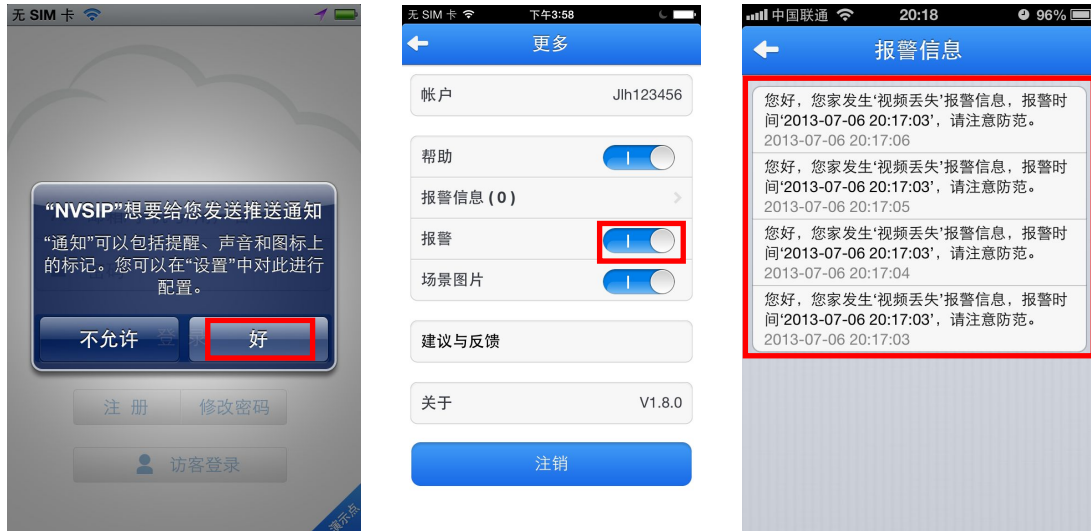 无 SIM 卡
“NVSIP”想要给您发送推送通知
“通知”可以包括提醒、声音和图标上
的标记。您可以在“设置”中对此进行
配置。
不允许
登 录
好
注 册
修改密码
访客登录
演示点
无 SIM 卡
下午3:58
更多
帐户
Jlh123456
帮助
报警信息 ( 0 )
报警
场景图片
建议与反馈
关于
V1.8.0
注销
中国联通
20:18
96%
报警信息
您好，您家发生‘视频丢失’报警信息，报警时
间‘2013-07-06 20:17:03’，请注意防范。
2013-07-06 20:17:06
您好，您家发生‘视频丢失’报警信息，报警时
间‘2013-07-06 20:17:03’，请注意防范。
2013-07-06 20:17:05
您好，您家发生‘视频丢失’报警信息，报警时
间‘2013-07-06 20:17:03’，请注意防范。
2013-07-06 20:17:04
您好，您家发生‘视频丢失’报警信息，报警时
间‘2013-07-06 20:17:03’，请注意防范。
2013-07-06 20:17:03